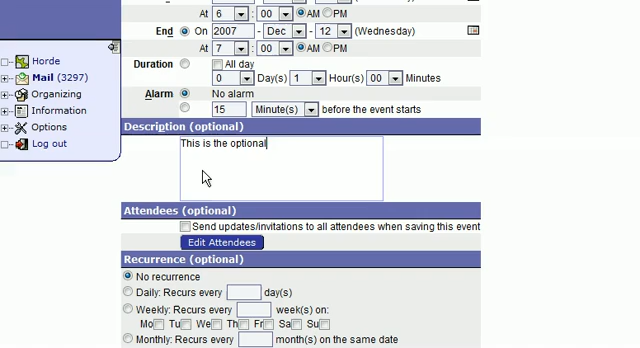 At 6 : 00 AM PM
End On 2007 - Dec - 12 (Wednesday)
At 7 : 00 AM PM
Duration All day
0 Day(s) 1 Hour(s) 00 Minutes
Alarm No alarm
15 Minute(s) before the event starts
Description (optional)
This is the optional
Attendees (optional)
Send updates/invitations to all attendees when saving this event
Edit Attendees
Recurrence (optional)
No recurrence
Daily: Recurs every day(s)
Weekly: Recurs every week(s) on:
Mo Tu We Th Fr Sa Su
Monthly: Recurs every month(s) on the same date
Horde
Mail (3297)
Organizing
Information
Options
Log out